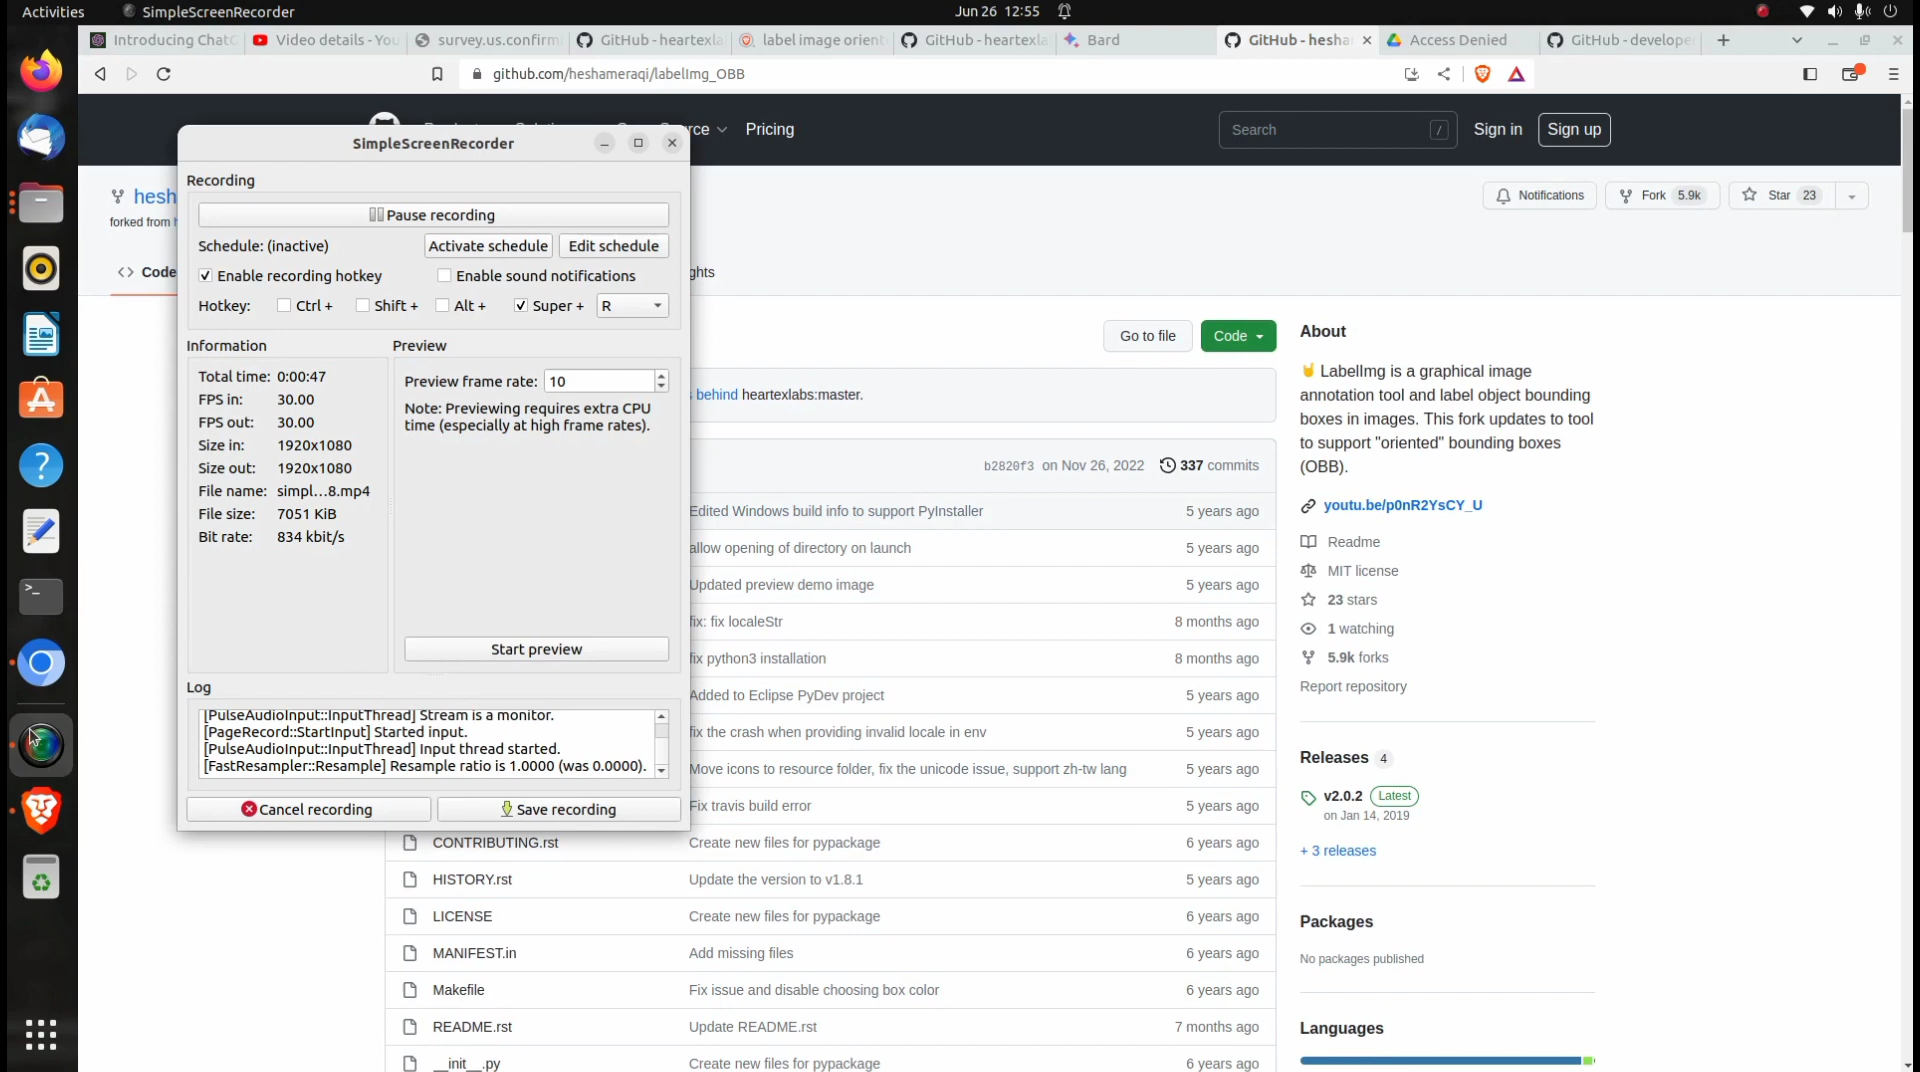 Activities
SimpleScreenRecorder
Jun 26 12:55
Introducing ChatG
Video details - You
survey.us.confirm
GitHub - heartexla
label image orient
GitHub - heartexla
Bard
GitHub - hesha
Access Denied
GitHub - develope
github.com/heshameraqi/labelImg_OBB
Pricing
Search
/
Sign in
Sign up
SimpleScreenRecorder
Recording
Pause recording
Schedule: (inactive)
Activate schedule
Edit schedule
Enable recording hotkey
Enable sound notifications
Hotkey:
Ctrl +
Shift +
Alt +
Super +
R
Information
Total time: 0:00:47
FPS in: 30.00
FPS out: 30.00
Size in: 1920x1080
Size out: 1920x1080
File name: simpl...8.mp4
File size: 7051 KiB
Bit rate: 834 kbit/s
Preview
Preview frame rate: 10
Note: Previewing requires extra CPU
time (especially at high frame rates).
Start preview
Log
[PulseAudioInput::InputThread] Stream is a monitor.
[PageRecord::StartInput] Started input.
[PulseAudioInput::InputThread] Input thread started.
[FastResampler::Resample] Resample ratio is 1.0000 (was 0.0000).
Cancel recording
Save recording
hesh
forked from h
Code
ghts
Notifications
Fork 5.9k
Star 23
Go to file
Code
s behind heartexlabs:master.
b2820f3 on Nov 26, 2022
337 commits
Edited Windows build info to support PyInstaller
5 years ago
allow opening of directory on launch
5 years ago
Updated preview demo image
5 years ago
fix: fix localeStr
8 months ago
fix python3 installation
8 months ago
Added to Eclipse PyDev project
5 years ago
fix the crash when providing invalid locale in env
5 years ago
Move icons to resource folder, fix the unicode issue, support zh-tw lang
5 years ago
Fix travis build error
5 years ago
CONTRIBUTING.rst
Create new files for pypackage
6 years ago
HISTORY.rst
Update the version to v1.8.1
5 years ago
LICENSE
Create new files for pypackage
6 years ago
MANIFEST.in
Add missing files
6 years ago
Makefile
Fix issue and disable choosing box color
6 years ago
README.rst
Update README.rst
7 months ago
__init__.py
Create new files for pypackage
6 years ago
About
🤘 LabelImg is a graphical image
annotation tool and label object bounding
boxes in images. This fork updates to tool
to support "oriented" bounding boxes
(OBB).
youtu.be/p0nR2YsCY_U
Readme
MIT license
23 stars
1 watching
5.9k forks
Report repository
Releases 4
v2.0.2
Latest
on Jan 14, 2019
+ 3 releases
Packages
No packages published
Languages